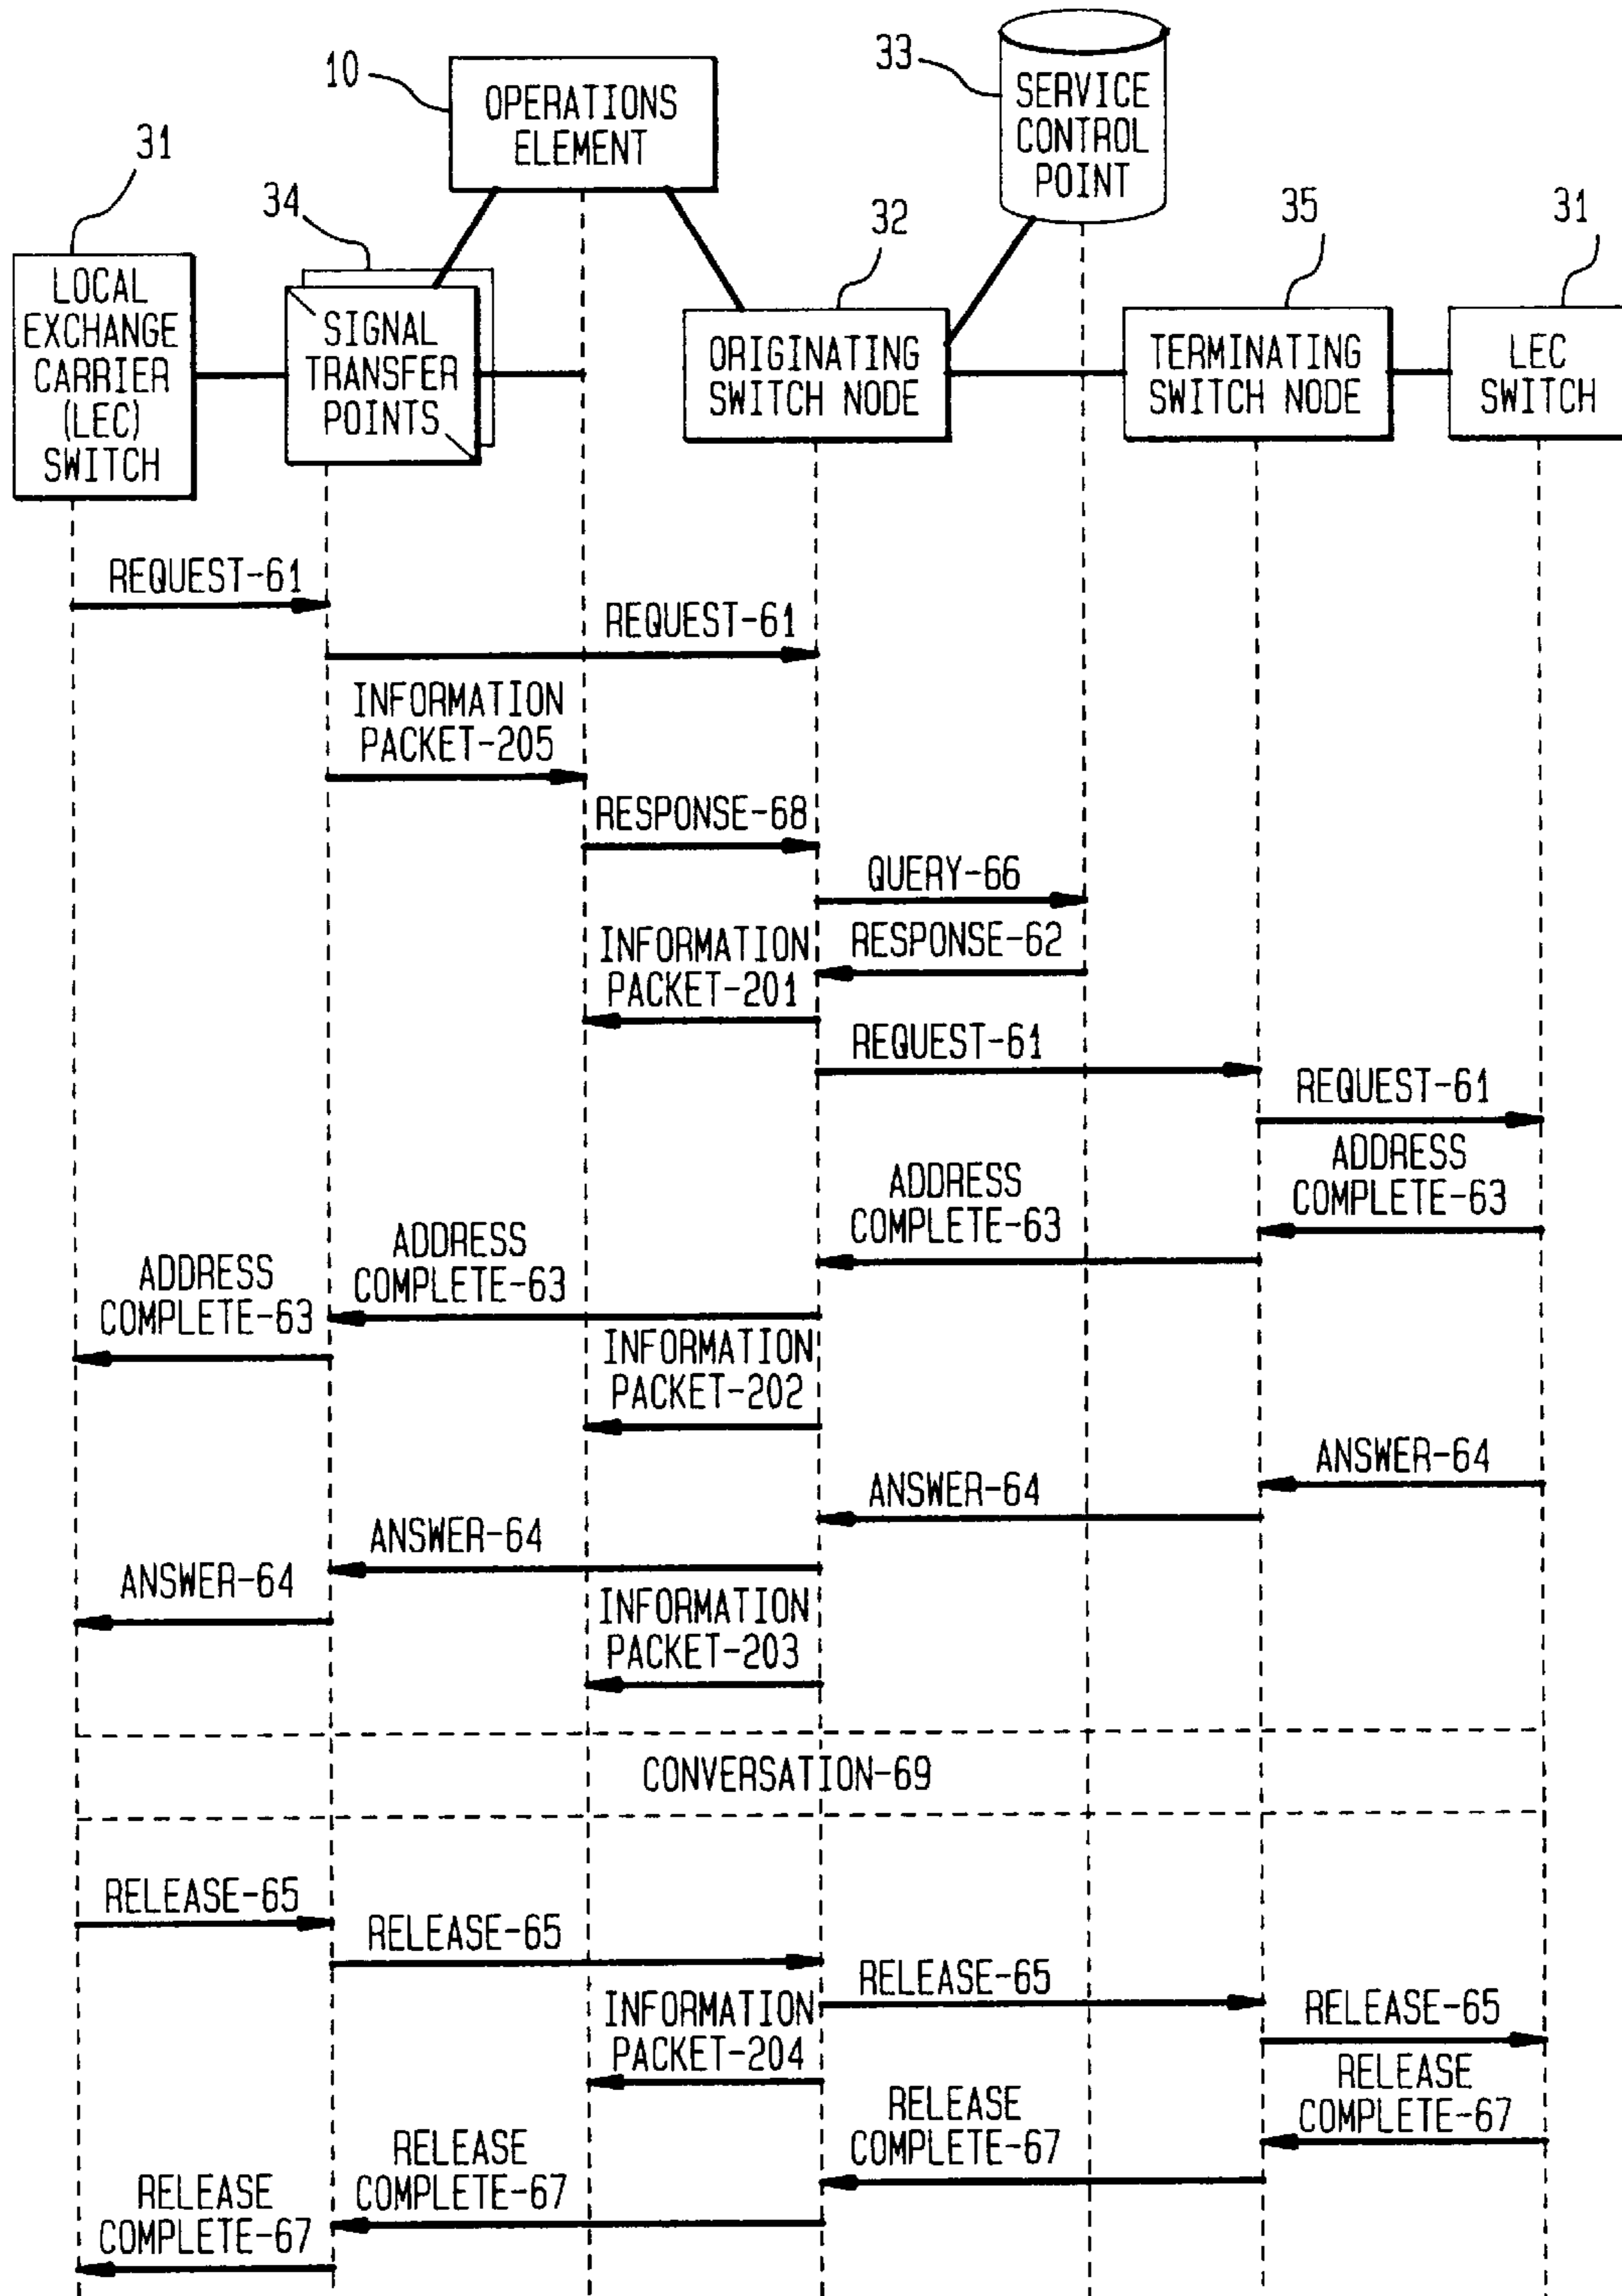 10
OPERATIONS
ELEMENT
33
SERVICE
CONTROL
POINT
31
LOCAL
EXCHANGE
CARRIER
(LEC)
SWITCH
34
SIGNAL
TRANSFER
POINTS
32
ORIGINATING
SWITCH NODE
35
TERMINATING
SWITCH NODE
31
LEC
SWITCH
REQUEST-61
REQUEST-61
INFORMATION
PACKET-205
RESPONSE-68
QUERY-66
RESPONSE-62
INFORMATION
PACKET-201
REQUEST-61
REQUEST-61
ADDRESS
COMPLETE-63
ADDRESS
COMPLETE-63
ADDRESS
COMPLETE-63
ADDRESS
COMPLETE-63
INFORMATION
PACKET-202
ANSWER-64
ANSWER-64
ANSWER-64
ANSWER-64
INFORMATION
PACKET-203
CONVERSATION-69
RELEASE-65
RELEASE-65
RELEASE-65
RELEASE-65
INFORMATION
PACKET-204
RELEASE
COMPLETE-67
RELEASE
COMPLETE-67
RELEASE
COMPLETE-67
RELEASE
COMPLETE-67